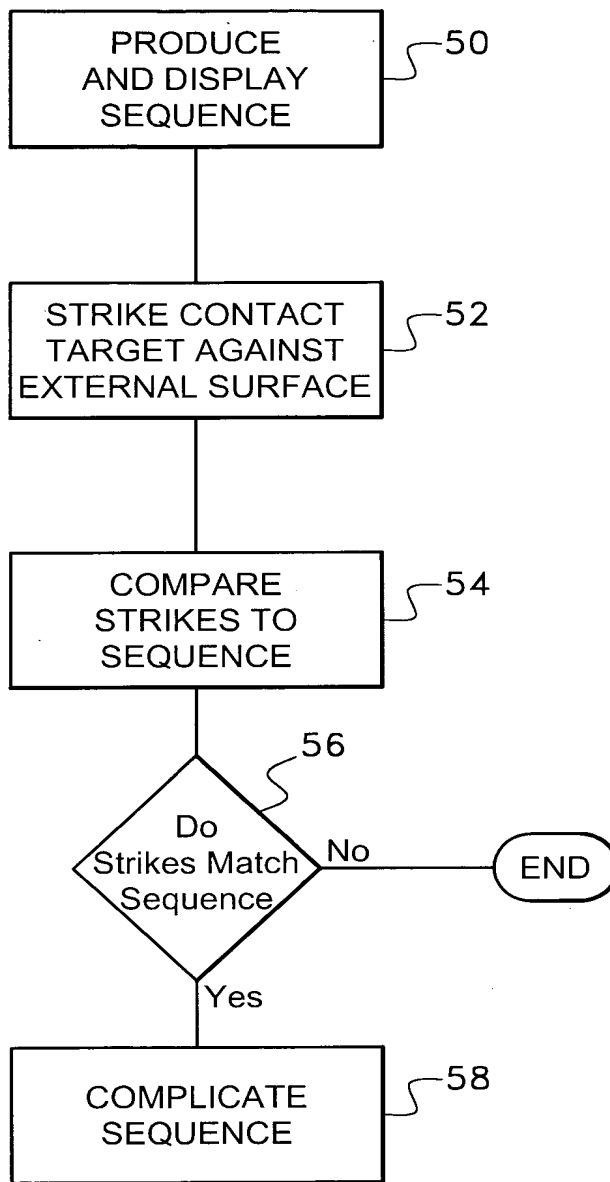 PRODUCE
AND DISPLAY
SEQUENCE
50
STRIKE CONTACT
TARGET AGAINST
EXTERNAL SURFACE
52
COMPARE
STRIKES TO
SEQUENCE
54
56
Do
Strikes Match
Sequence
No
END
Yes
COMPLICATE
SEQUENCE
58